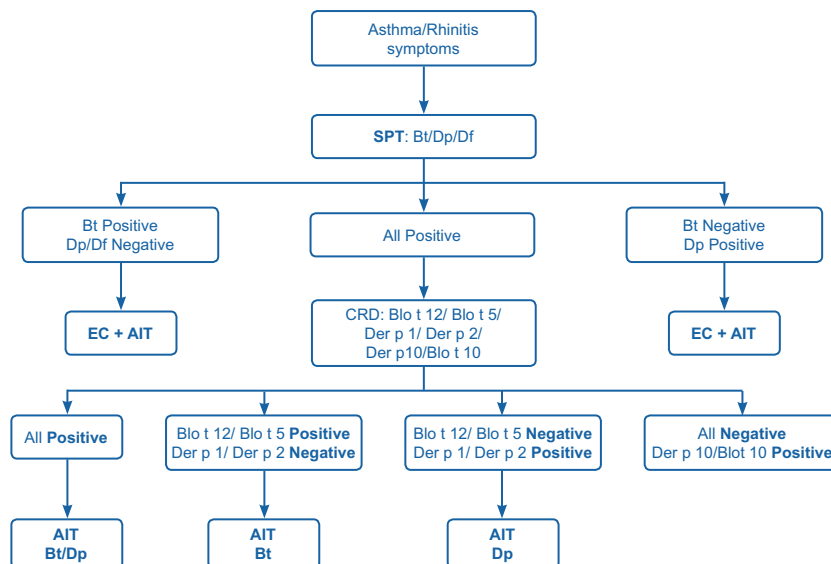 Asthma/Rhinitis
symptoms
SPT: Bt/Dp/Df
Bt Positive
Dp/Df Negative
All Positive
Bt Negative
Dp Positive
EC + AIT
CRD: Blo t 12/ Blo t 5/
Der p 1/ Der p 2/
Der p10/Blo t 10
EC + AIT
All Positive
Blo t 12/ Blo t 5 Positive
Der p 1/ Der p 2 Negative
Blo t 12/ Blo t 5 Negative
Der p 1/ Der p 2 Positive
All Negative
Der p 10/Blot 10 Positive
AIT
Bt/Dp
AIT
Bt
AIT
Dp